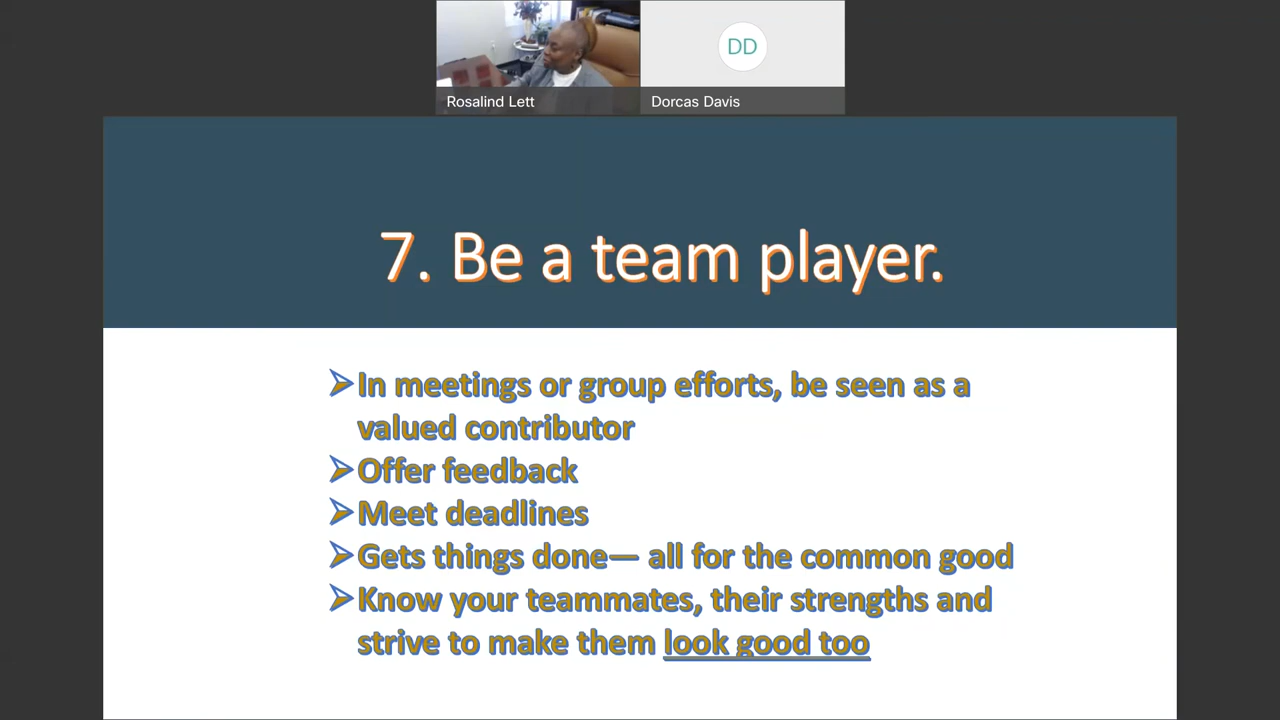 DD
Rosalind Lett
Dorcas Davis
7. Be a team player.
➢In meetings or group efforts, be seen as a
valued contributor
➢Offer feedback
➢Meet deadlines
➢Gets things done— all for the common good
➢Know your teammates, their strengths and
strive to make them look good too